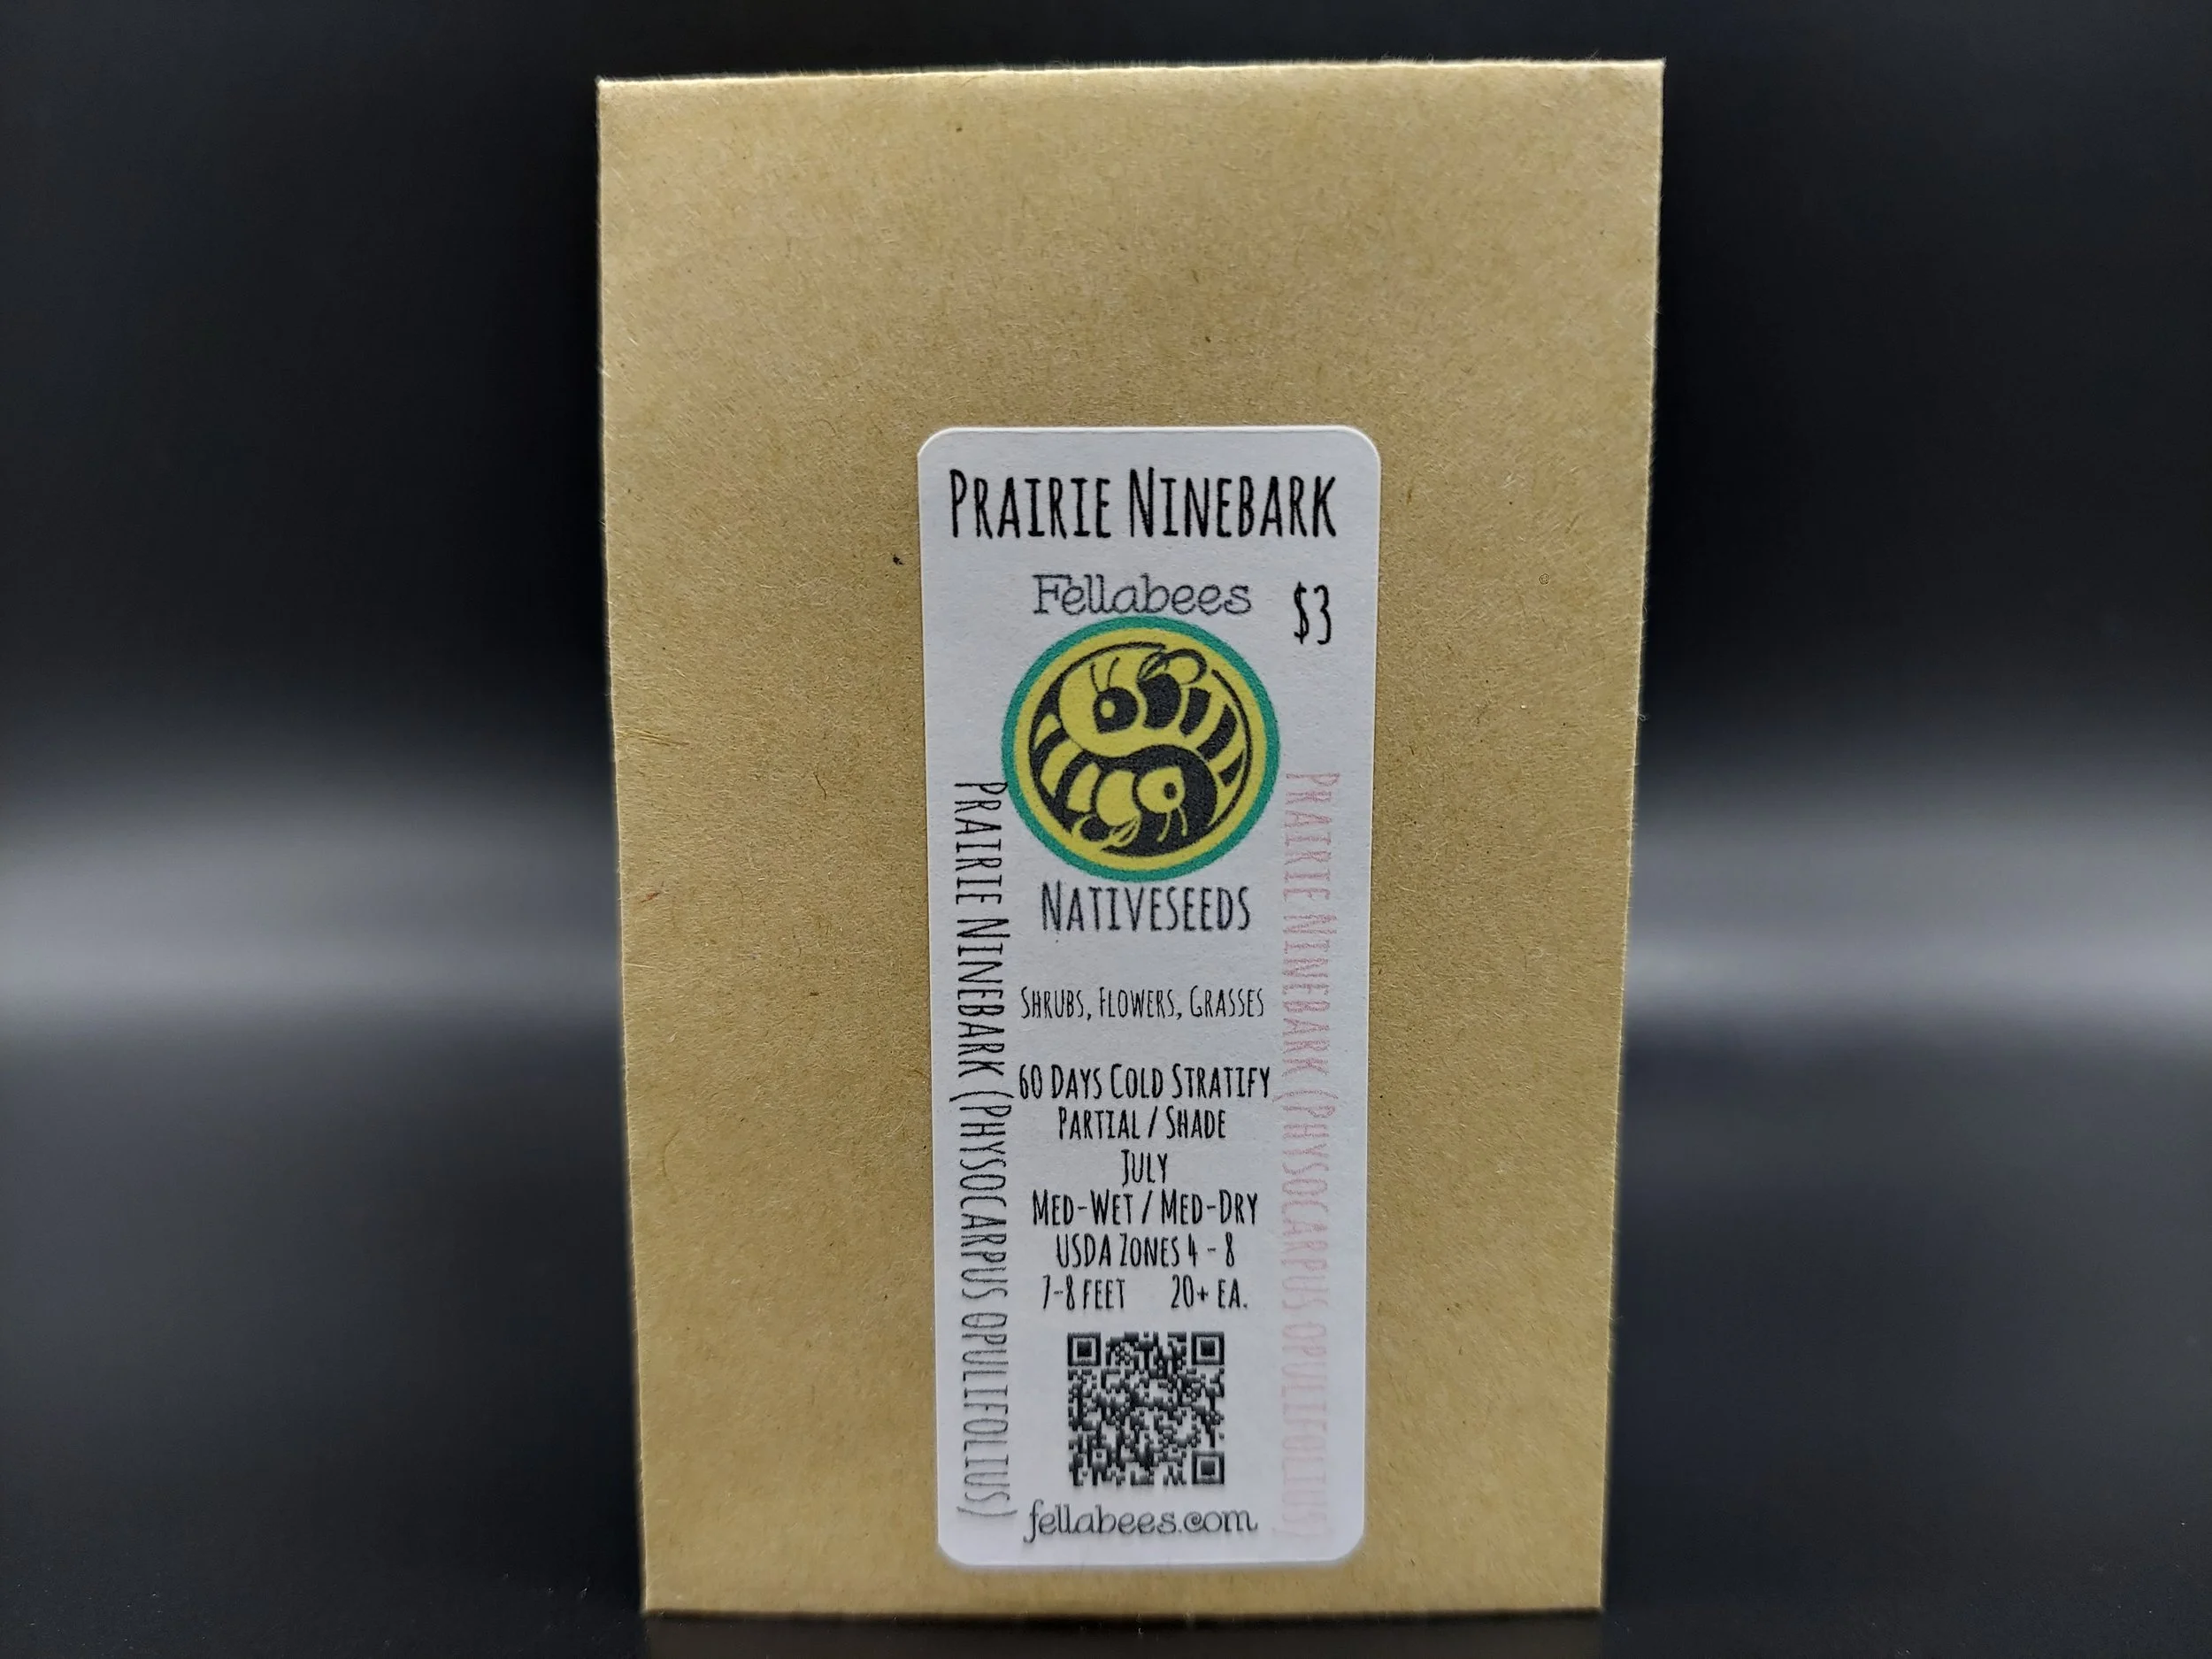 Prairie Ninebark
Fellabees
$3
Nativeseeds
Prairie Ninebark (Physocarpus opulifolius)
Prairie Ninebark (Physocarpus opulifolius)
Shrubs, Flowers, Grasses
60 Days Cold Stratify
Partial / Shade
July
Med-Wet / Med-Dry
USDA Zones 4 - 8
7-8 feet 20+ ea.
fellabees.com